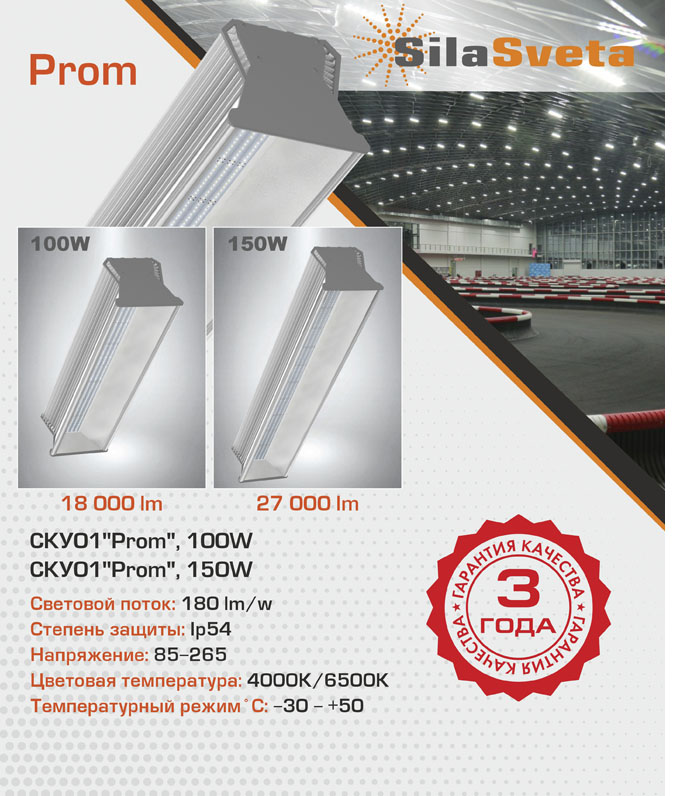 Prom
SilaSveta
100W
150W
18 000 lm
27 000 lm
СКУ01"Prom", 100W
СКУ01"Prom", 150W
Световой поток: 180 lm/w
Степень защиты: Ip54
Напряжение: 85–265
Цветовая температура: 4000K/6500K
Температурный режим°С: –30 – +50
ГАРАНТИЯ КАЧЕСТВА
3
ГОДА
ГАРАНТИЯ КАЧЕСТВА